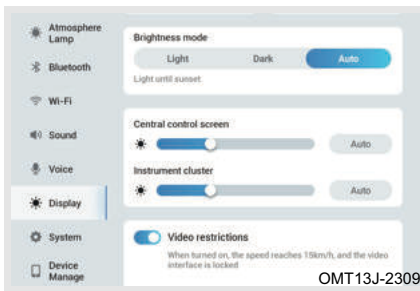 Atmosphere
Lamp
Bluetooth
Wi-Fi
Sound
Voice
Display
System
Device
Manage
Brightness mode
Light Dark Auto
Light until sunset
Central control screen
Auto
Instrument cluster
Auto
Video restrictions
When turned on, the speed reaches 15km/h, and the video
interface is locked
OMT13J-2309